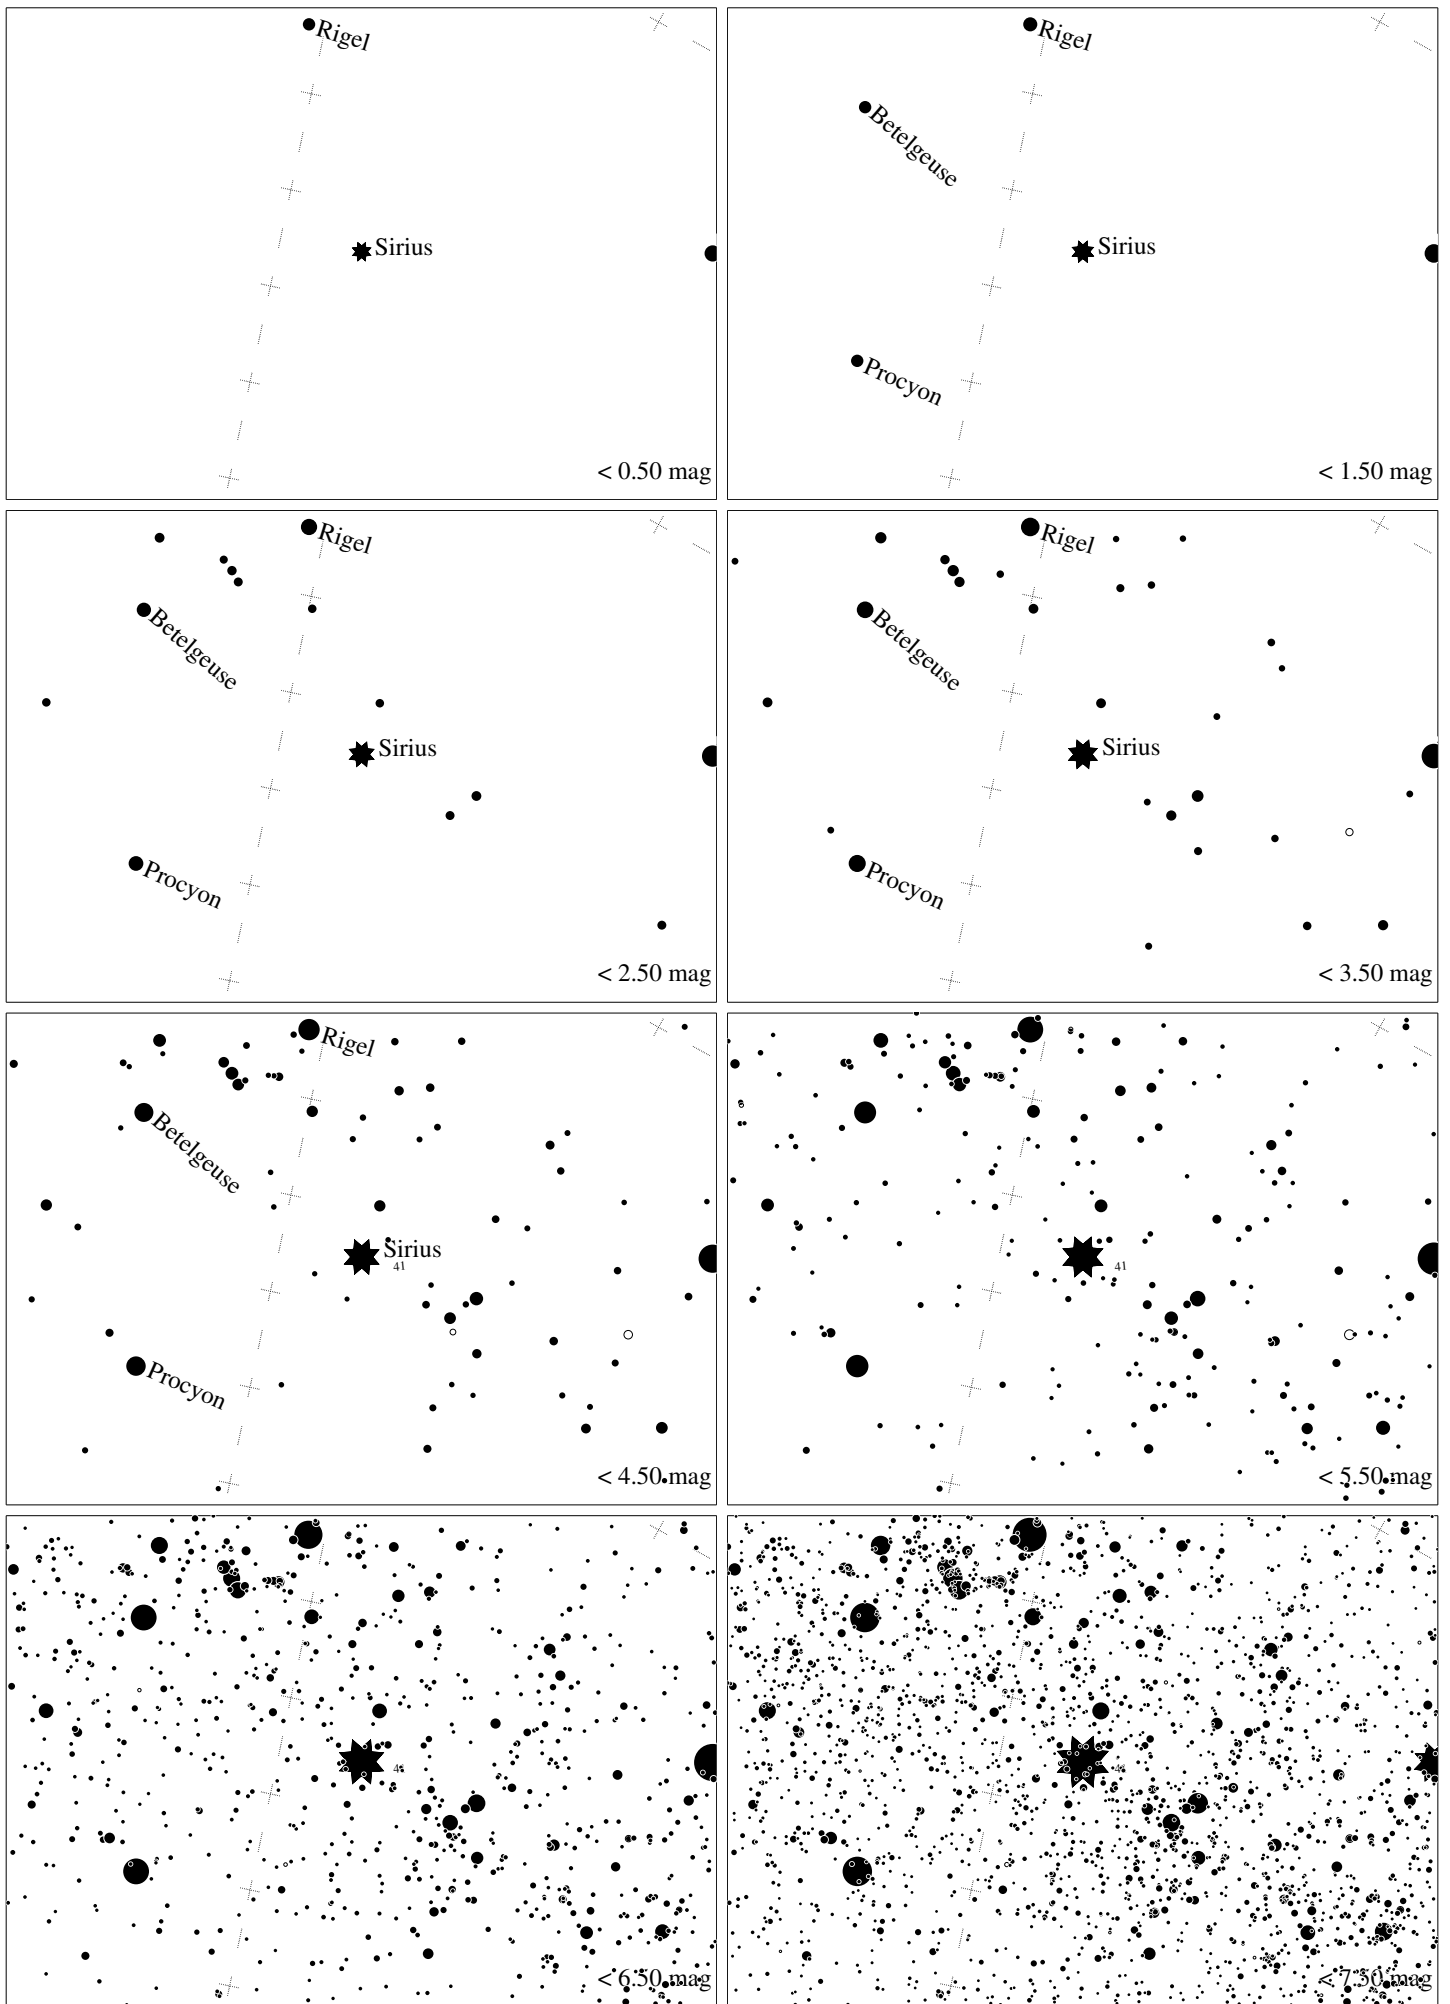 Rigel
Sirius
< 0.50 mag
Rigel
Betelgeuse
Sirius
Procyon
< 1.50 mag
Rigel
Betelgeuse
Sirius
Procyon
< 2.50 mag
Rigel
Betelgeuse
Sirius
Procyon
< 3.50 mag
Rigel
Betelgeuse
Sirius
41
Procyon
< 4.50 mag
41
< 5.50 mag
< 6.50 mag
< 7.50 mag